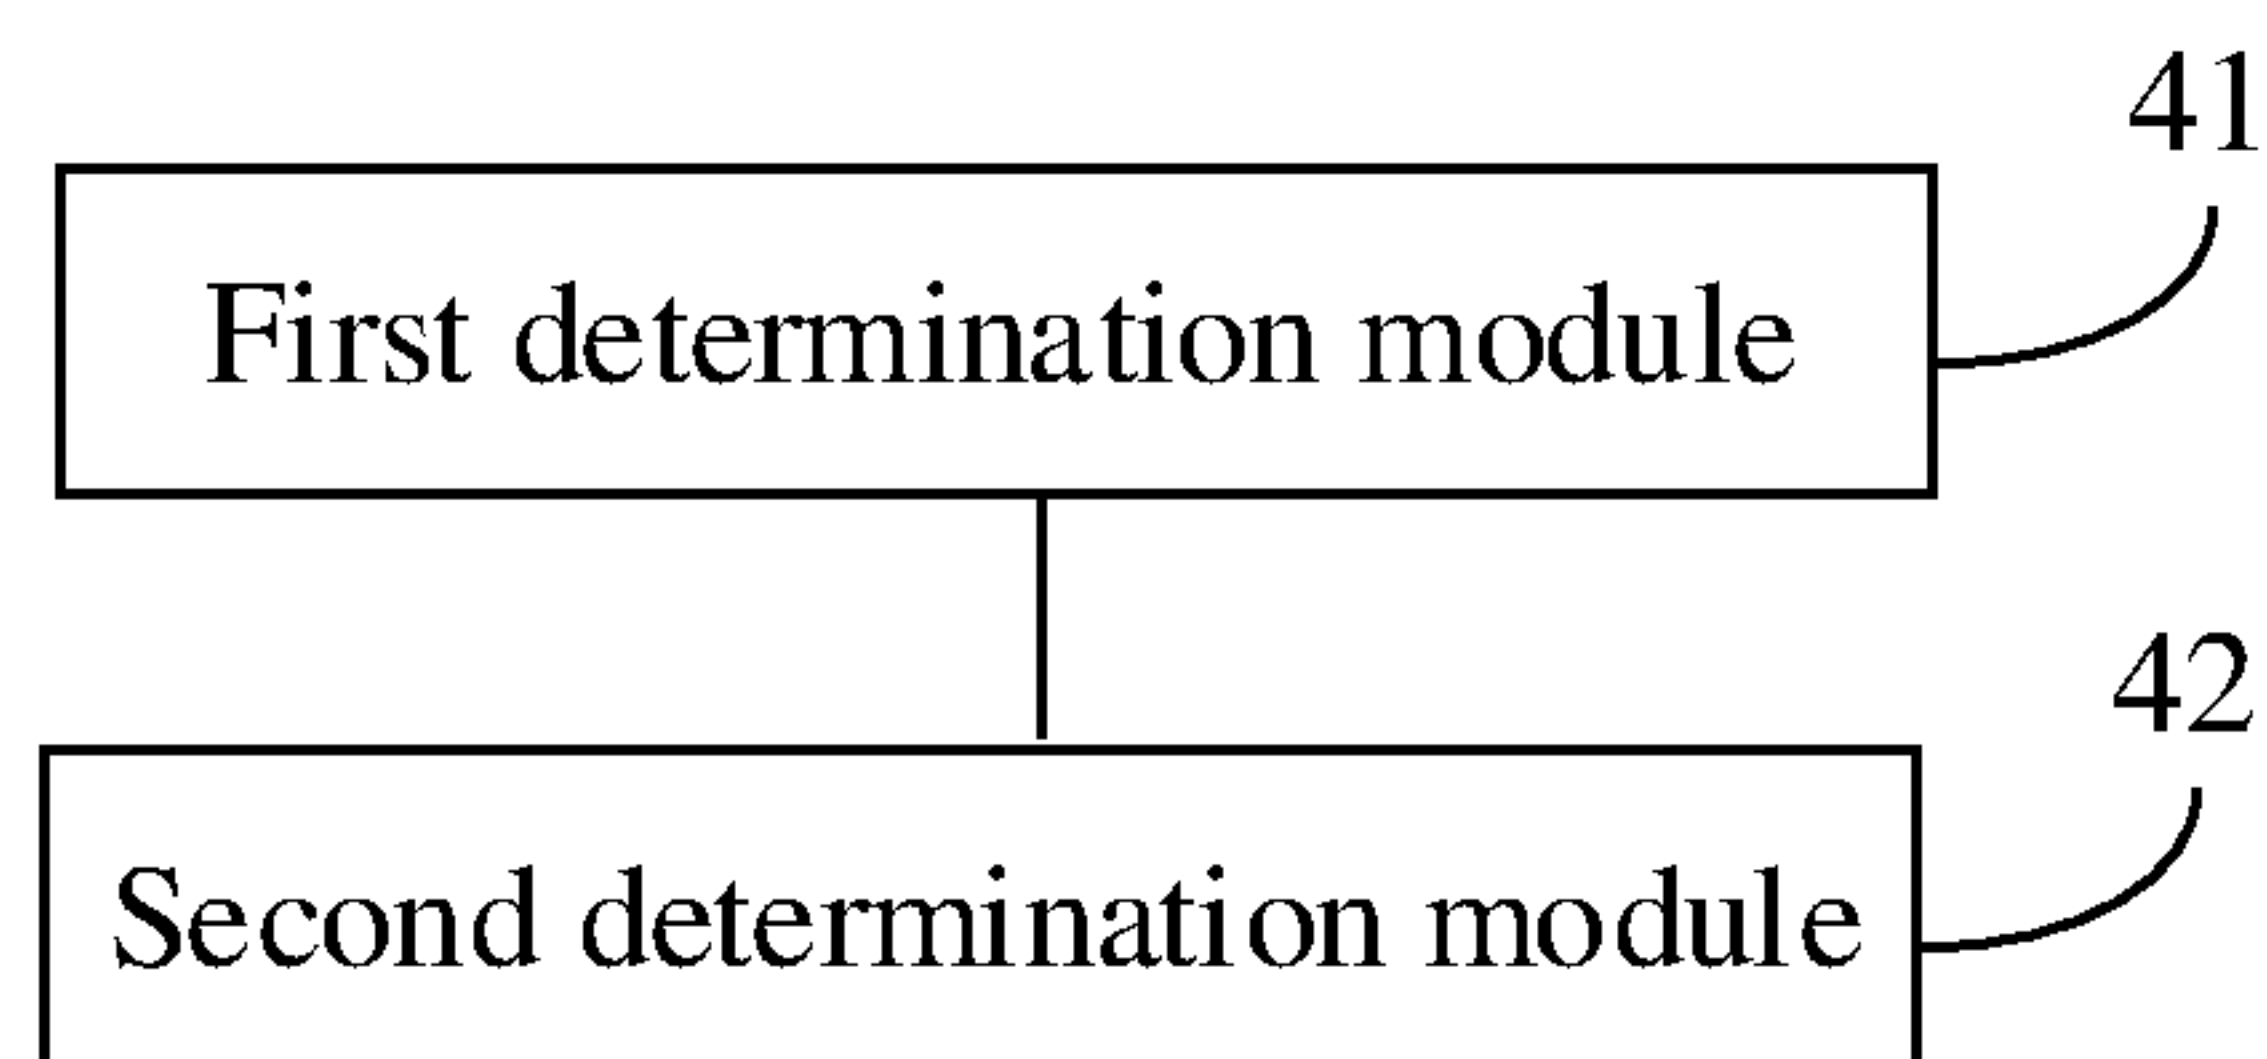 41
First determination module
42
Second determination module